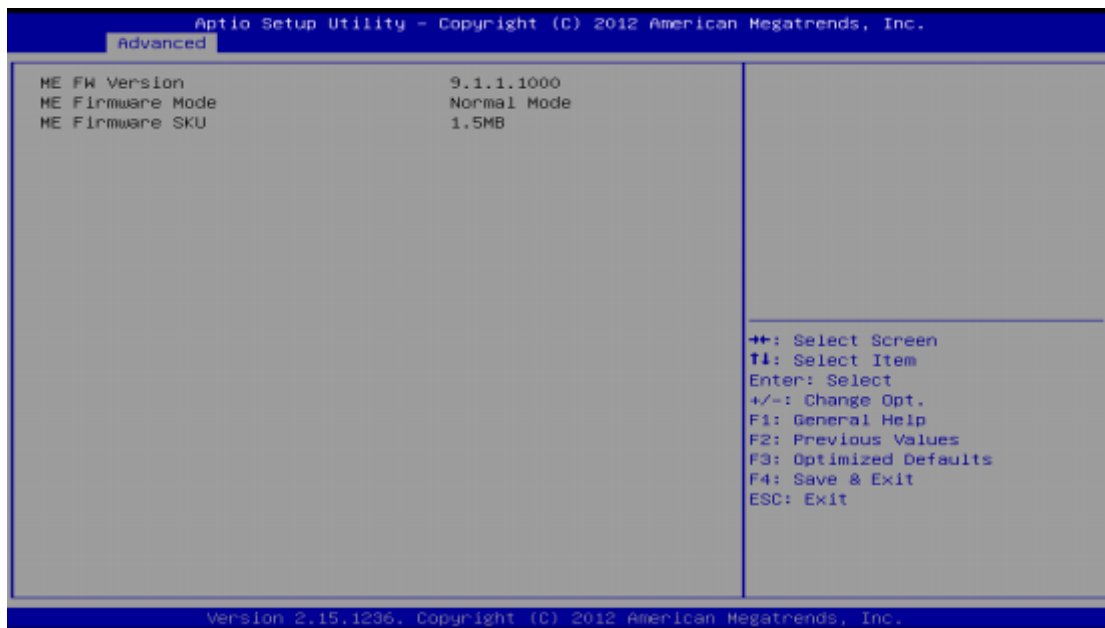 Aptio Setup Utility – Copyright (C) 2012 American Megatrends, Inc.
Advanced
ME FW Version 9.1.1.1000
ME Firmware Mode Normal Mode
ME Firmware SKU 1.5MB
→←: Select Screen
↑↓: Select Item
Enter: Select
+/-: Change Opt.
F1: General Help
F2: Previous Values
F3: Optimized Defaults
F4: Save & Exit
ESC: Exit
Version 2.15.1236. Copyright (C) 2012 American Megatrends, Inc.